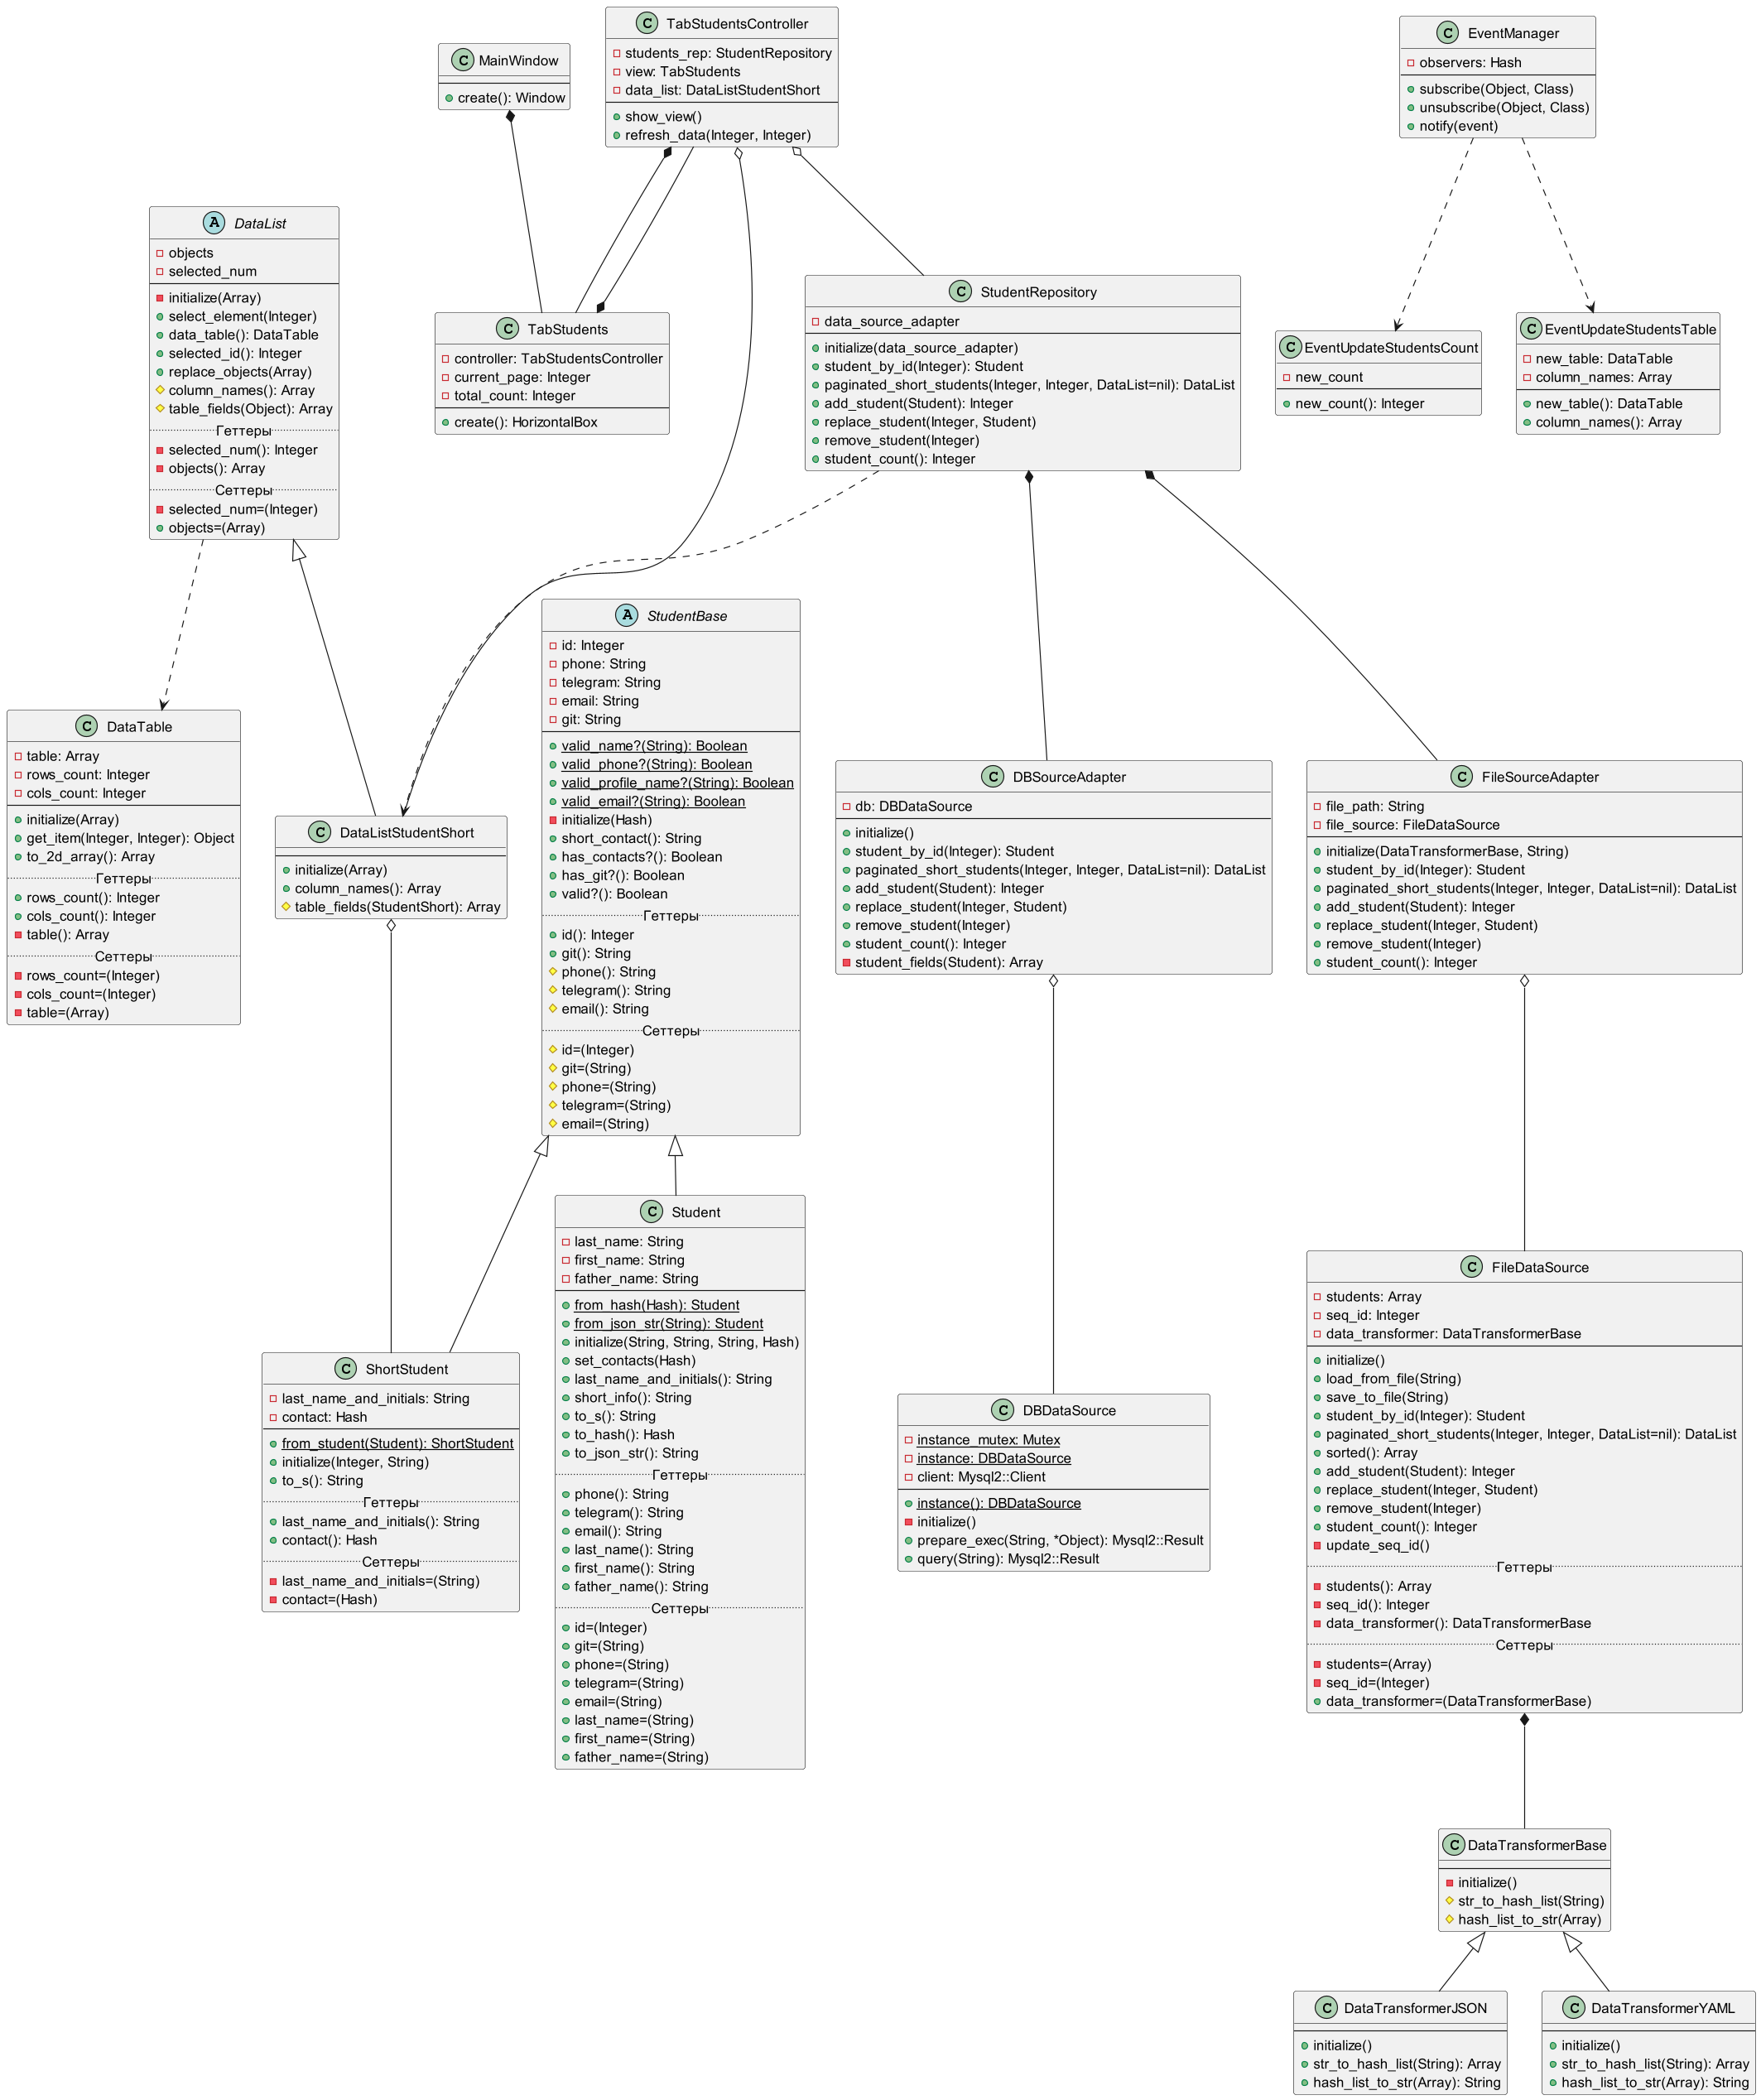 MainWindow
create(): Window
TabStudentsController
students_rep: StudentRepository
view: TabStudents
data_list: DataListStudentShort
show_view()
refresh_data(Integer, Integer)
EventManager
observers: Hash
subscribe(Object, Class)
unsubscribe(Object, Class)
notify(event)
DataList
objects
selected_num
initialize(Array)
select_element(Integer)
data_table(): DataTable
selected_id(): Integer
replace_objects(Array)
column_names(): Array
table_fields(Object): Array
Геттеры
selected_num(): Integer
objects(): Array
Сеттеры
selected_num=(Integer)
objects=(Array)
TabStudents
controller: TabStudentsController
current_page: Integer
total_count: Integer
create(): HorizontalBox
StudentRepository
data_source_adapter
initialize(data_source_adapter)
student_by_id(Integer): Student
paginated_short_students(Integer, Integer, DataList=nil): DataList
add_student(Student): Integer
replace_student(Integer, Student)
remove_student(Integer)
student_count(): Integer
EventUpdateStudentsCount
new_count
new_count(): Integer
EventUpdateStudentsTable
new_table: DataTable
column_names: Array
new_table(): DataTable
column_names(): Array
DataTable
table: Array
rows_count: Integer
cols_count: Integer
initialize(Array)
get_item(Integer, Integer): Object
to_2d_array(): Array
Геттеры
rows_count(): Integer
cols_count(): Integer
table(): Array
Сеттеры
rows_count=(Integer)
cols_count=(Integer)
table=(Array)
DataListStudentShort
initialize(Array)
column_names(): Array
table_fields(StudentShort): Array
StudentBase
id: Integer
phone: String
telegram: String
email: String
git: String
valid_name?(String): Boolean
valid_phone?(String): Boolean
valid_profile_name?(String): Boolean
valid_email?(String): Boolean
initialize(Hash)
short_contact(): String
has_contacts?(): Boolean
has_git?(): Boolean
valid?(): Boolean
Геттеры
id(): Integer
git(): String
phone(): String
telegram(): String
email(): String
Сеттеры
id=(Integer)
git=(String)
phone=(String)
telegram=(String)
email=(String)
DBSourceAdapter
db: DBDataSource
initialize()
student_by_id(Integer): Student
paginated_short_students(Integer, Integer, DataList=nil): DataList
add_student(Student): Integer
replace_student(Integer, Student)
remove_student(Integer)
student_count(): Integer
student_fields(Student): Array
FileSourceAdapter
file_path: String
file_source: FileDataSource
initialize(DataTransformerBase, String)
student_by_id(Integer): Student
paginated_short_students(Integer, Integer, DataList=nil): DataList
add_student(Student): Integer
replace_student(Integer, Student)
remove_student(Integer)
student_count(): Integer
ShortStudent
last_name_and_initials: String
contact: Hash
from_student(Student): ShortStudent
initialize(Integer, String)
to_s(): String
Геттеры
last_name_and_initials(): String
contact(): Hash
Сеттеры
last_name_and_initials=(String)
contact=(Hash)
Student
last_name: String
first_name: String
father_name: String
from_hash(Hash): Student
from_json_str(String): Student
initialize(String, String, String, Hash)
set_contacts(Hash)
last_name_and_initials(): String
short_info(): String
to_s(): String
to_hash(): Hash
to_json_str(): String
Геттеры
phone(): String
telegram(): String
email(): String
last_name(): String
first_name(): String
father_name(): String
Сеттеры
id=(Integer)
git=(String)
phone=(String)
telegram=(String)
email=(String)
last_name=(String)
first_name=(String)
father_name=(String)
DBDataSource
instance_mutex: Mutex
instance: DBDataSource
client: Mysql2::Client
instance(): DBDataSource
initialize()
prepare_exec(String, *Object): Mysql2::Result
query(String): Mysql2::Result
FileDataSource
students: Array
seq_id: Integer
data_transformer: DataTransformerBase
initialize()
load_from_file(String)
save_to_file(String)
student_by_id(Integer): Student
paginated_short_students(Integer, Integer, DataList=nil): DataList
sorted(): Array
add_student(Student): Integer
replace_student(Integer, Student)
remove_student(Integer)
student_count(): Integer
update_seq_id()
Геттеры
students(): Array
seq_id(): Integer
data_transformer(): DataTransformerBase
Сеттеры
students=(Array)
seq_id=(Integer)
data_transformer=(DataTransformerBase)
DataTransformerBase
initialize()
str_to_hash_list(String)
hash_list_to_str(Array)
DataTransformerJSON
initialize()
str_to_hash_list(String): Array
hash_list_to_str(Array): String
DataTransformerYAML
initialize()
str_to_hash_list(String): Array
hash_list_to_str(Array): String